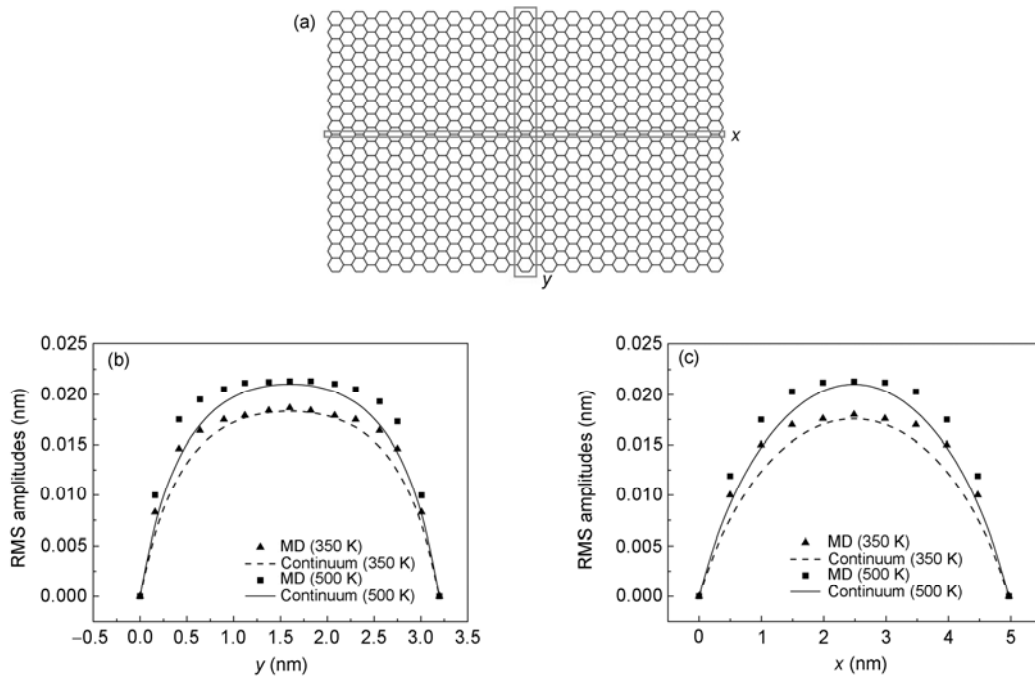 (a)
x
y
(b)
RMS amplitudes (nm)
0.025
0.020
0.015
0.010
0.005
0.000
MD (350 K)
Continuum (350 K)
MD (500 K)
Continuum (500 K)
−0.5 0.0 0.5 1.0 1.5 2.0 2.5 3.0 3.5
y (nm)
(c)
RMS amplitudes (nm)
0.025
0.020
0.015
0.010
0.005
0.000
MD (350 K)
Continuum (350 K)
MD (500 K)
Continuum (500 K)
0 1 2 3 4 5
x (nm)